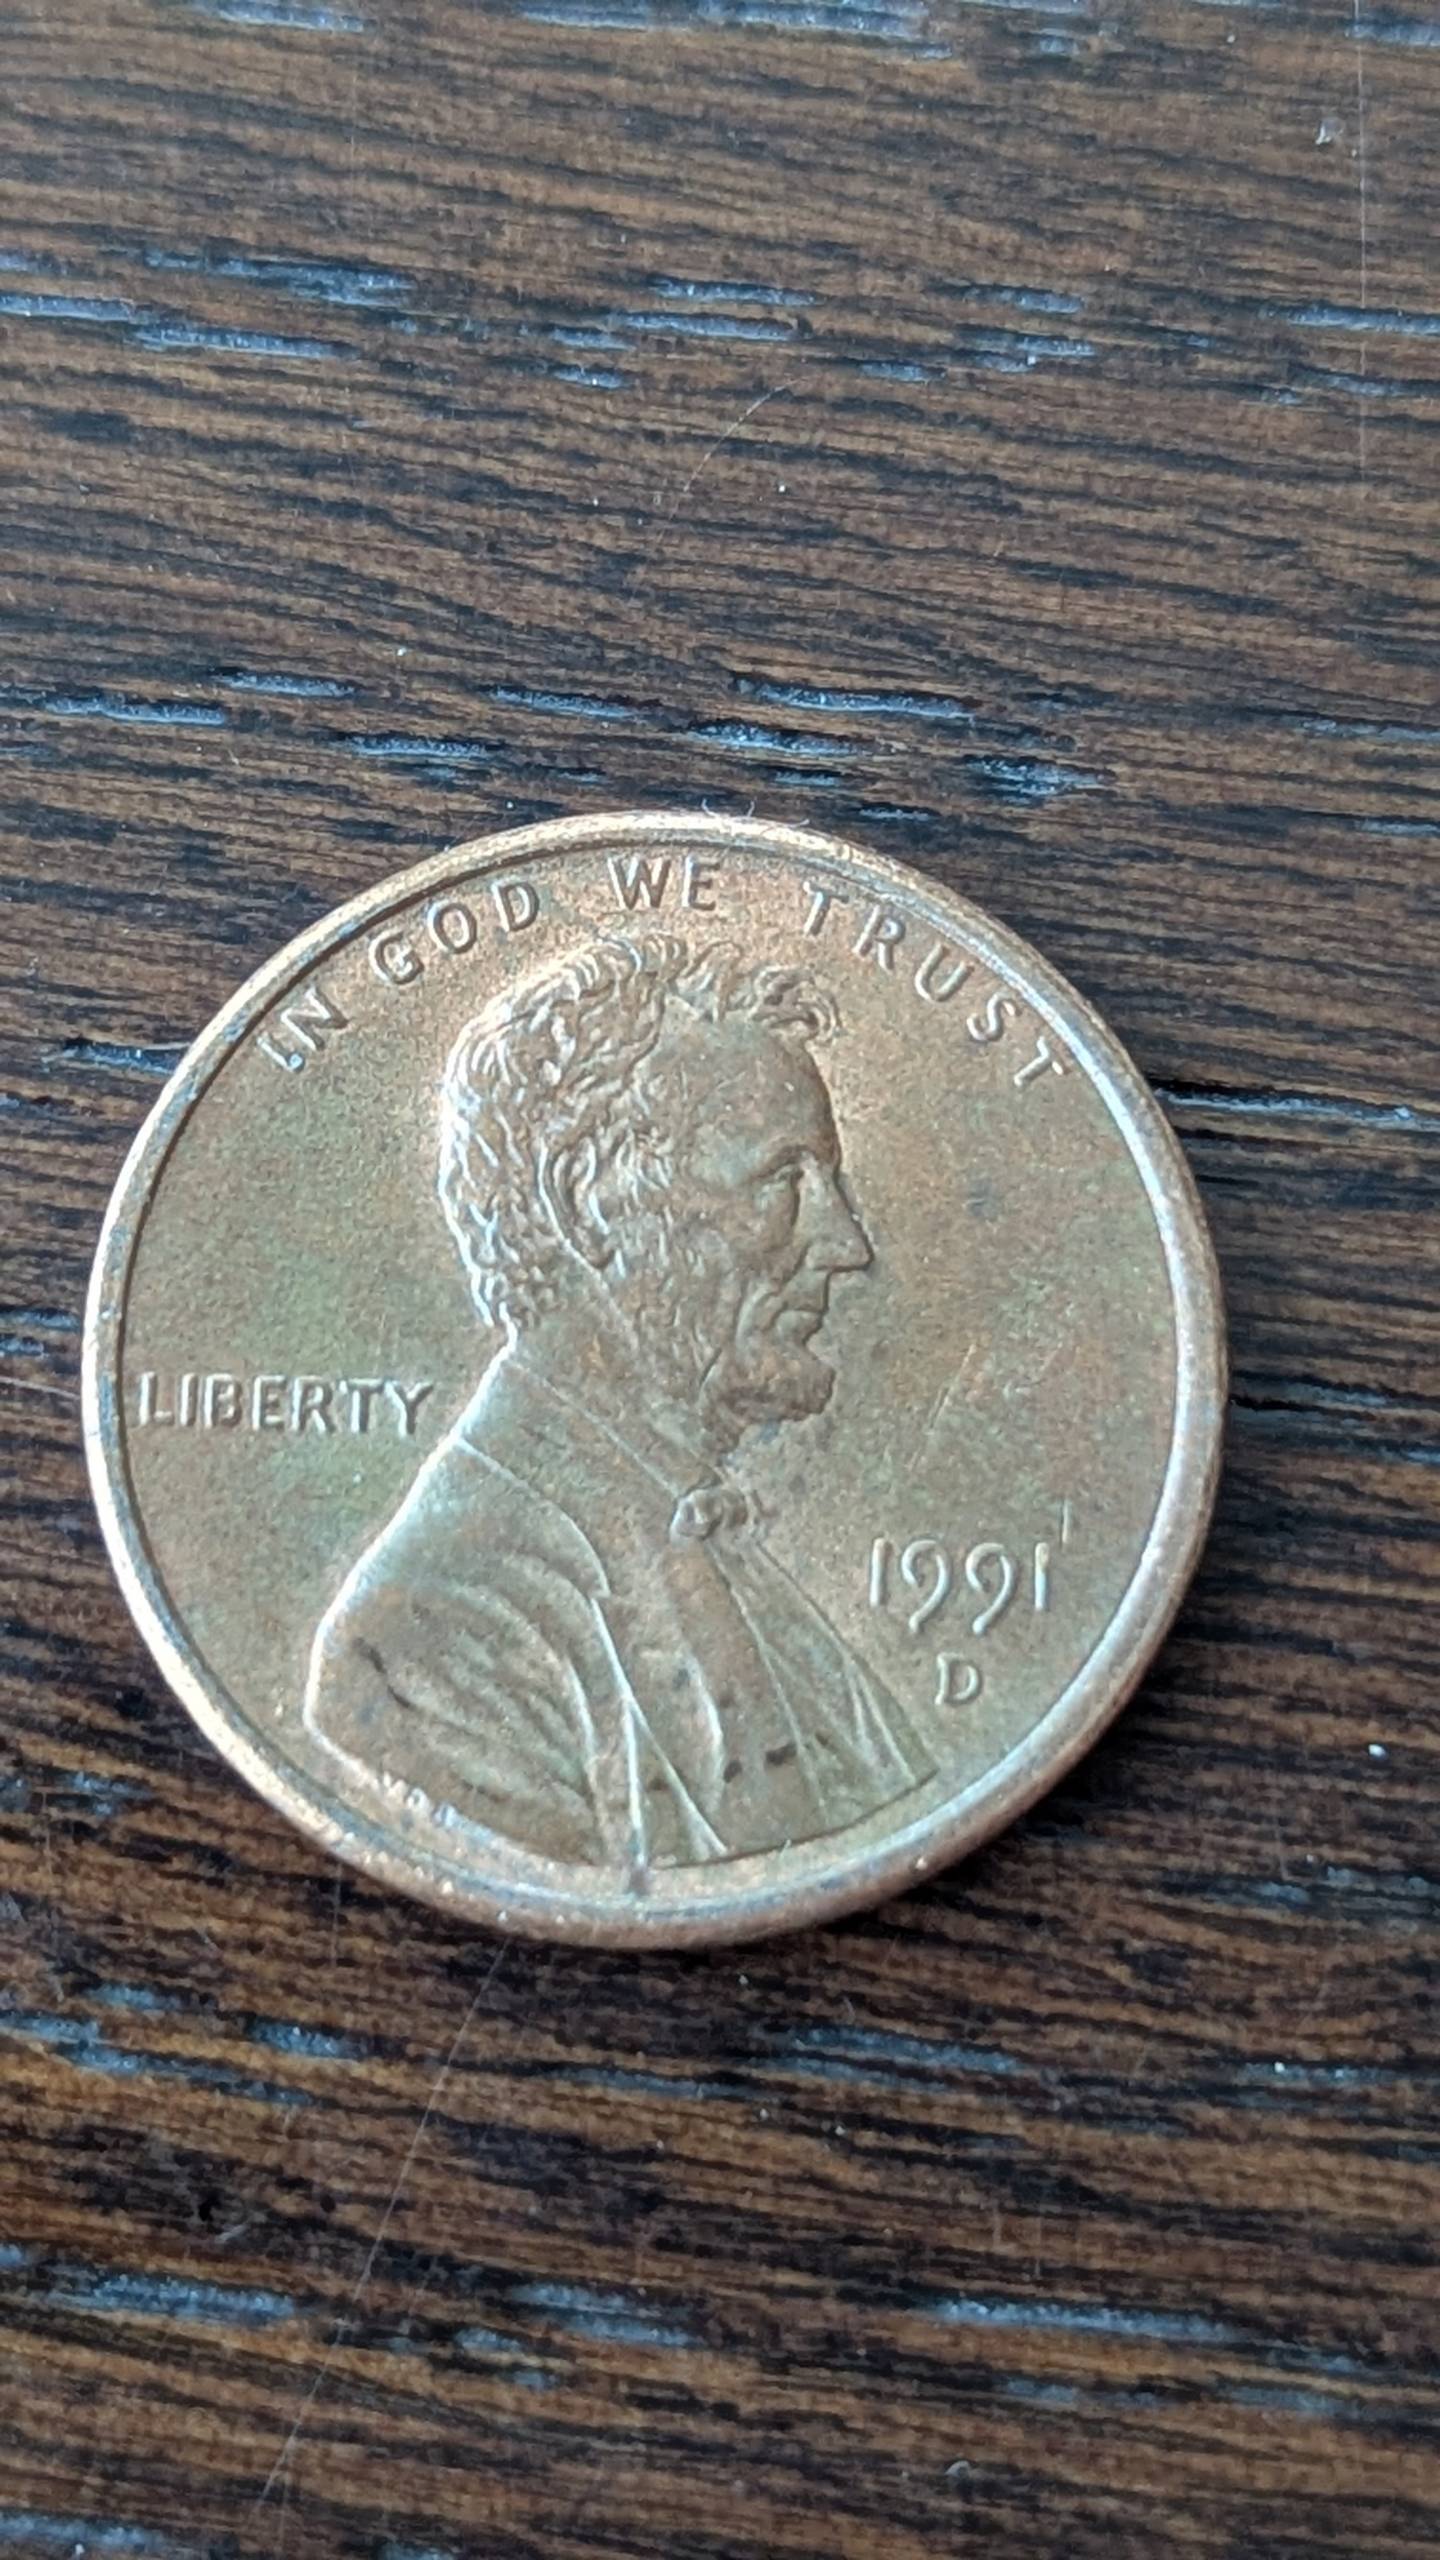 IN GOD WE TRUST
LIBERTY
1991
D